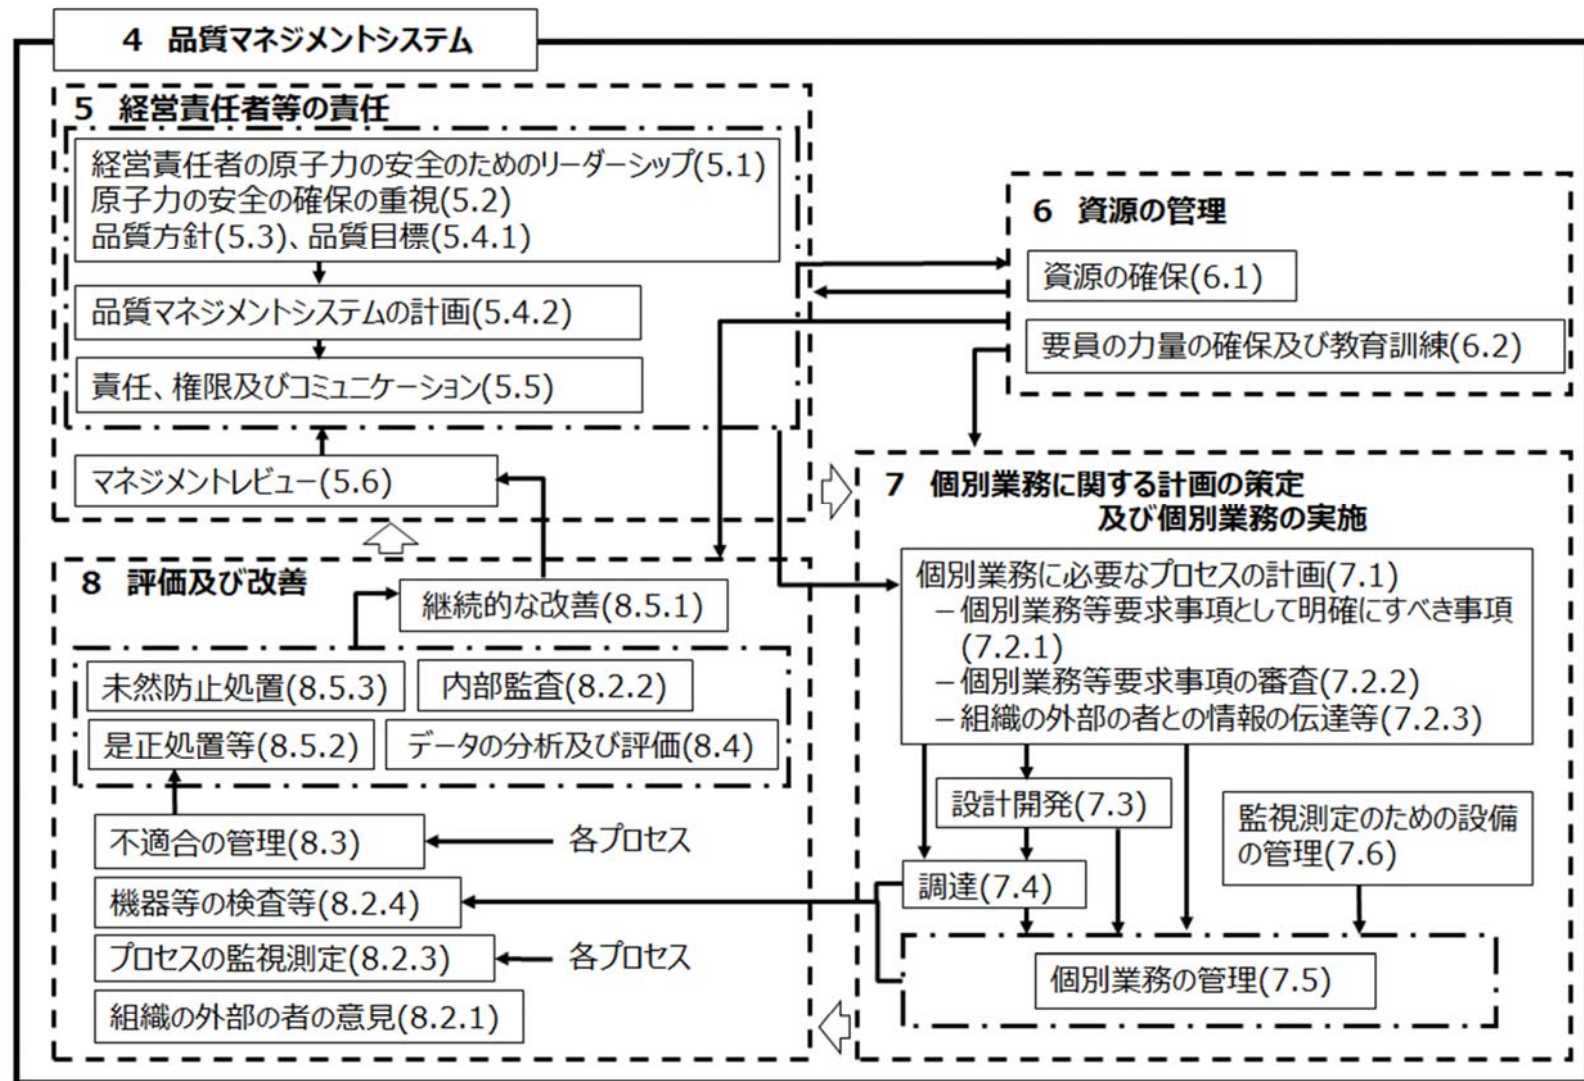 4 品質マネジメントシステム
5 経営責任者等の責任
経営責任者の原子力の安全のためのリーダーシップ(5.1)
原子力の安全の確保の重視(5.2)
品質方針(5.3)、品質目標(5.4.1)
品質マネジメントシステムの計画(5.4.2)
責任、権限及びコミュニケーション(5.5)
マネジメントレビュー(5.6)
6 資源の管理
資源の確保(6.1)
要員の力量の確保及び教育訓練(6.2)
7 個別業務に関する計画の策定
及び個別業務の実施
個別業務に必要なプロセスの計画(7.1)
－個別業務等要求事項として明確にすべき事項
(7.2.1)
－個別業務等要求事項の審査(7.2.2)
－組織の外部の者との情報の伝達等(7.2.3)
設計開発(7.3)
監視測定のための設備
の管理(7.6)
調達(7.4)
個別業務の管理(7.5)
8 評価及び改善
継続的な改善(8.5.1)
未然防止処置(8.5.3)
内部監査(8.2.2)
是正処置等(8.5.2)
データの分析及び評価(8.4)
不適合の管理(8.3)
各プロセス
機器等の検査等(8.2.4)
プロセスの監視測定(8.2.3)
各プロセス
組織の外部の者の意見(8.2.1)